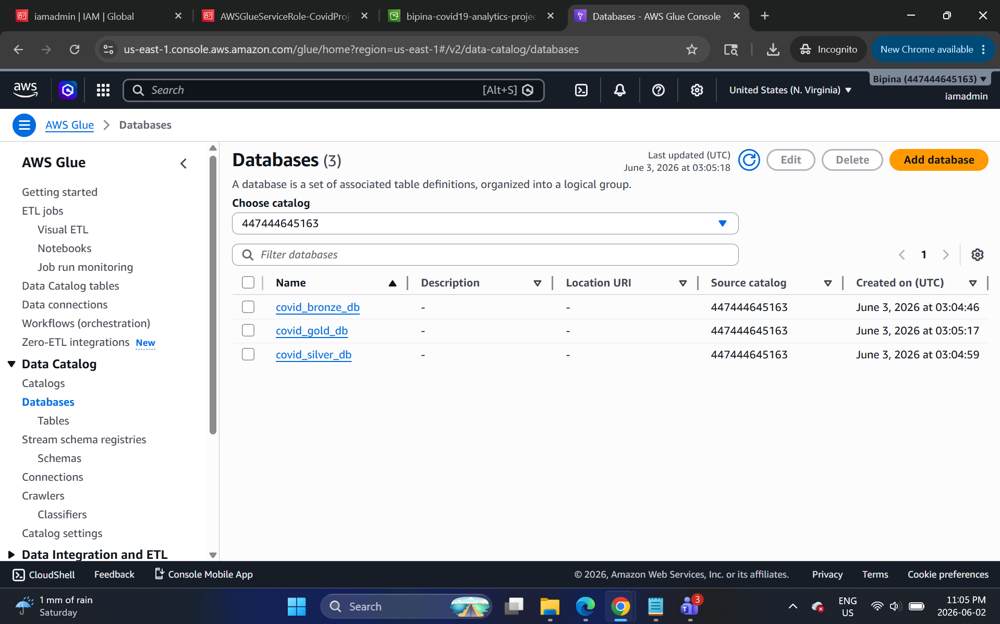 iamadmin | IAM | Global
AWSGlueServiceRole-CovidProj
bipina-covid19-analytics-projec
Databases - AWS Glue Console
us-east-1.console.aws.amazon.com/glue/home?region=us-east-1#/v2/data-catalog/databases
Incognito
New Chrome available
aws
Search
[Alt+S]
United States (N. Virginia)
Bipina (447444645163)
iamadmin
AWS Glue
Databases
AWS Glue
Getting started
ETL jobs
Visual ETL
Notebooks
Job run monitoring
Data Catalog tables
Data connections
Workflows (orchestration)
Zero-ETL integrations New
Data Catalog
Catalogs
Databases
Tables
Stream schema registries
Schemas
Connections
Crawlers
Classifiers
Catalog settings
Data Integration and ETL
Databases (3)
Last updated (UTC)
June 3, 2026 at 03:05:18
Edit
Delete
Add database
A database is a set of associated table definitions, organized into a logical group.
Choose catalog
447444645163
Filter databases
1
Name Description Location URI Source catalog Created on (UTC)
covid_bronze_db - - 447444645163 June 3, 2026 at 03:04:46
covid_gold_db - - 447444645163 June 3, 2026 at 03:05:17
covid_silver_db - - 447444645163 June 3, 2026 at 03:04:59
CloudShell
Feedback
Console Mobile App
© 2026, Amazon Web Services, Inc. or its affiliates.
Privacy
Terms
Cookie preferences
1 mm of rain
Saturday
Search
3
ENG
US
11:05 PM
2026-06-02